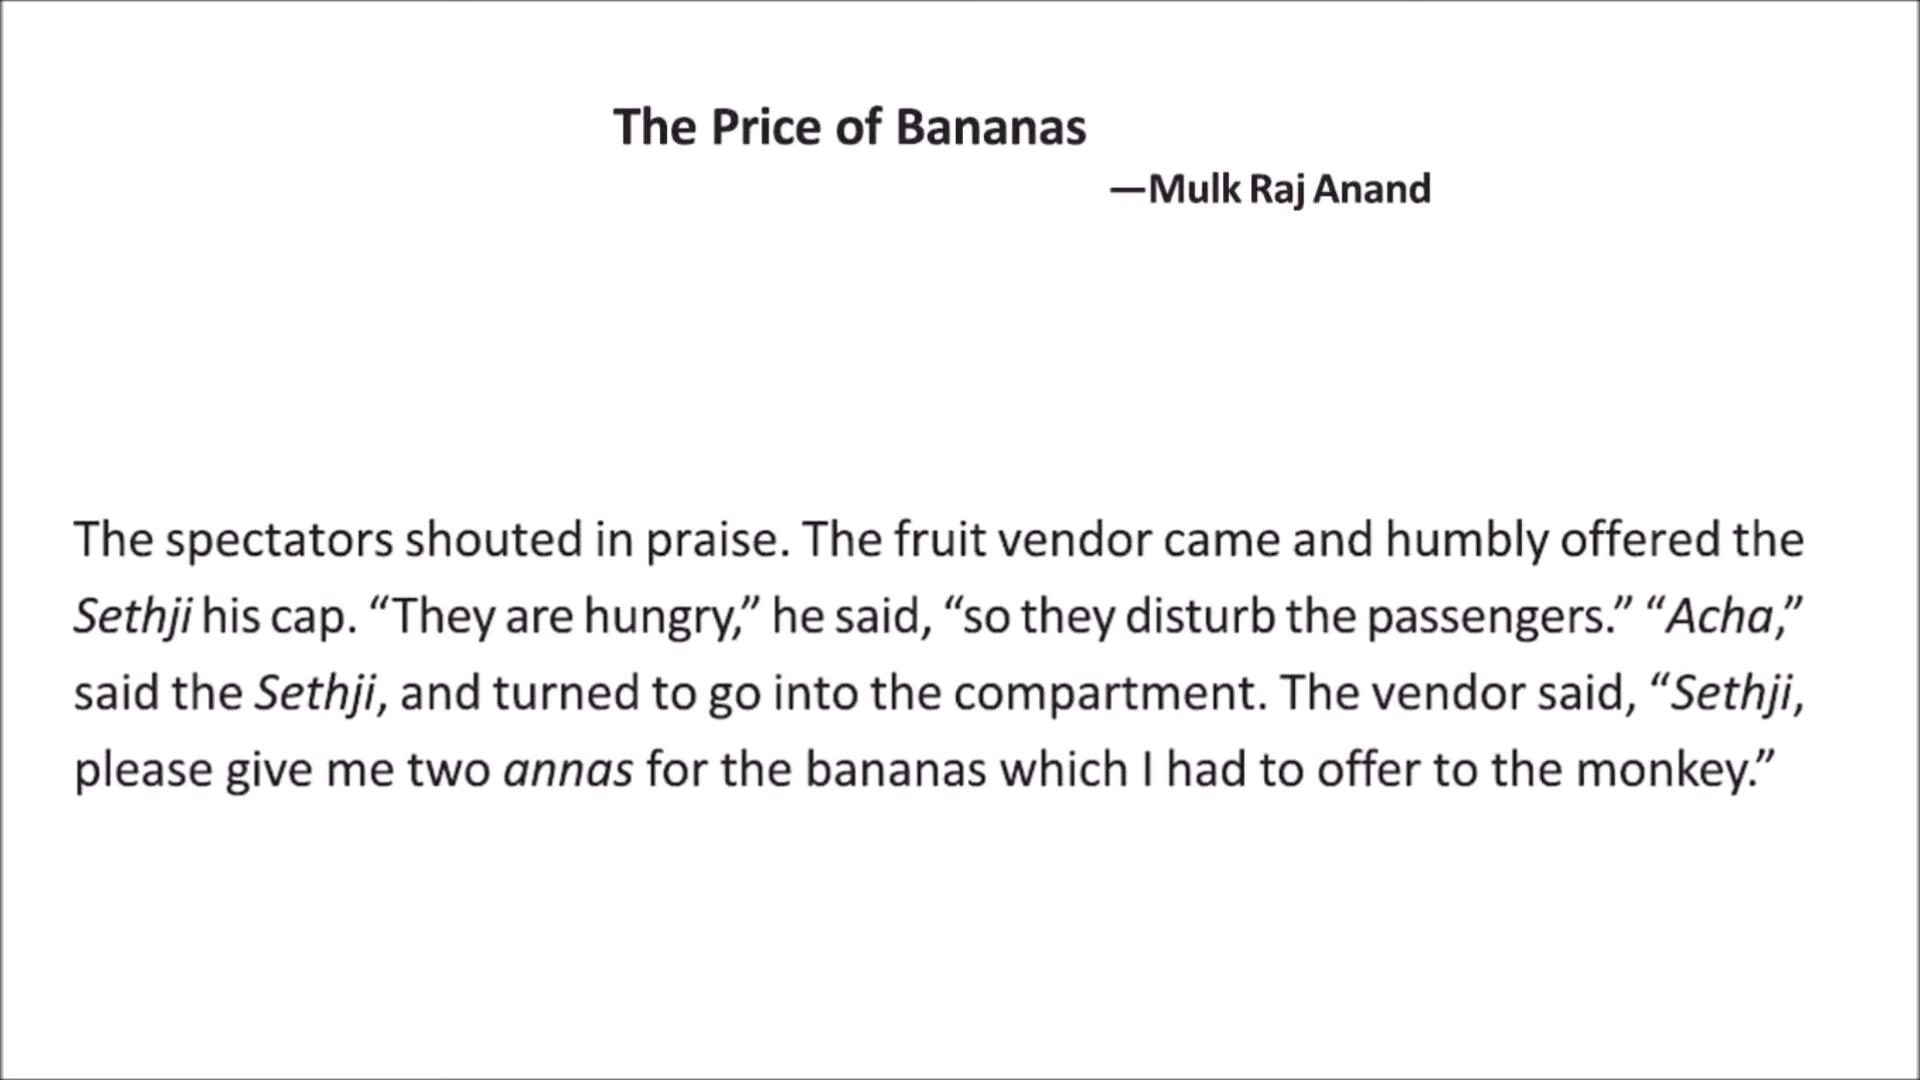 The Price of Bananas
—Mulk Raj Anand
The spectators shouted in praise. The fruit vendor came and humbly offered the
Sethji his cap. “They are hungry,” he said, “so they disturb the passengers.” “Acha,”
said the Sethji, and turned to go into the compartment. The vendor said, “Sethji,
please give me two annas for the bananas which I had to offer to the monkey.”